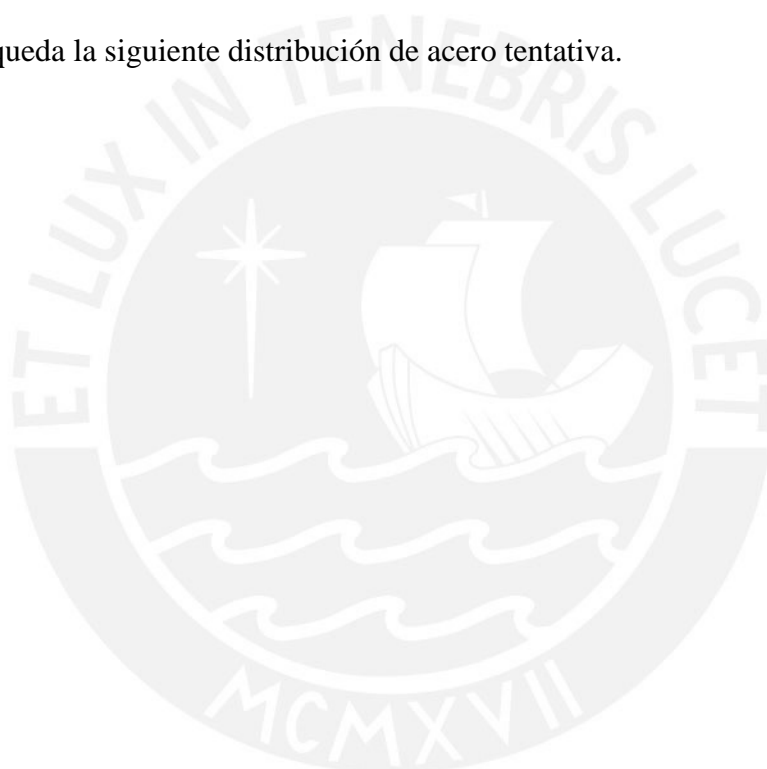 queda la siguiente distribución de acero tentativa.
ET LUX IN TENEBRIS LUCET
MCMXVII